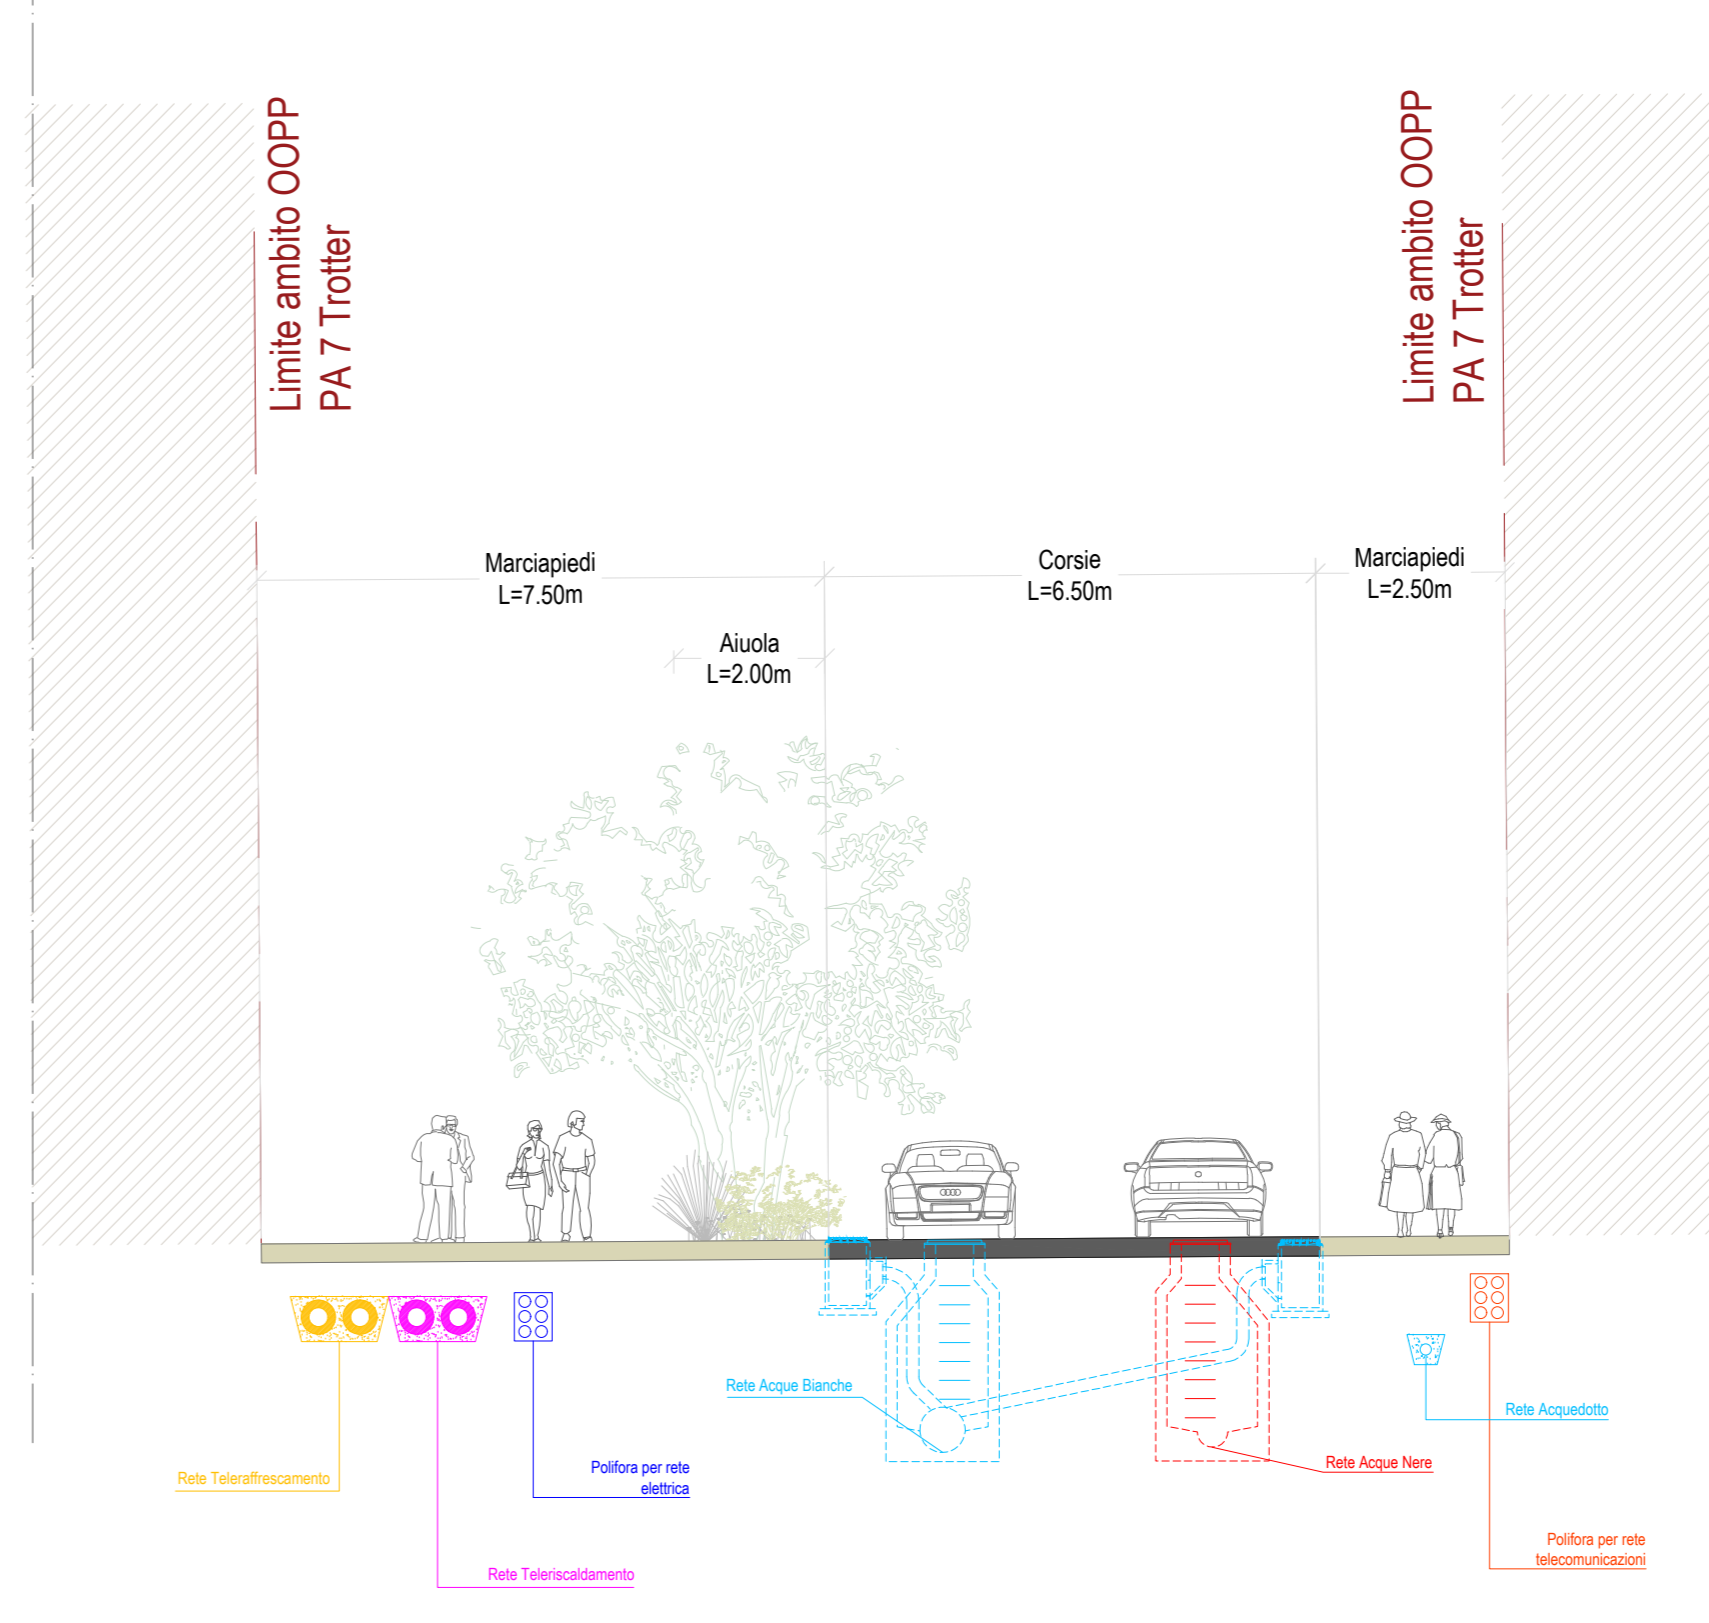 Limite ambito OOPP
PA 7 Trotter
Limite ambito OOPP
PA 7 Trotter
Marciapiedi
L=7.50m
Corsie
L=6.50m
Marciapiedi
L=2.50m
Aiuola
L=2.00m
Rete Acque Bianche
Rete Acquedotto
Rete Acque Nere
Rete Teleraffrescamento
Polifora per rete
elettrica
Rete Teleriscaldamento
Polifora per rete
telecomunicazioni